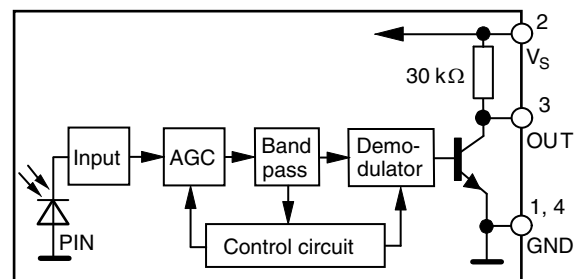 2
V_S
30 kΩ
3
OUT
Input
AGC
Band
pass
Demo-
dulator
1, 4
GND
PIN
Control circuit